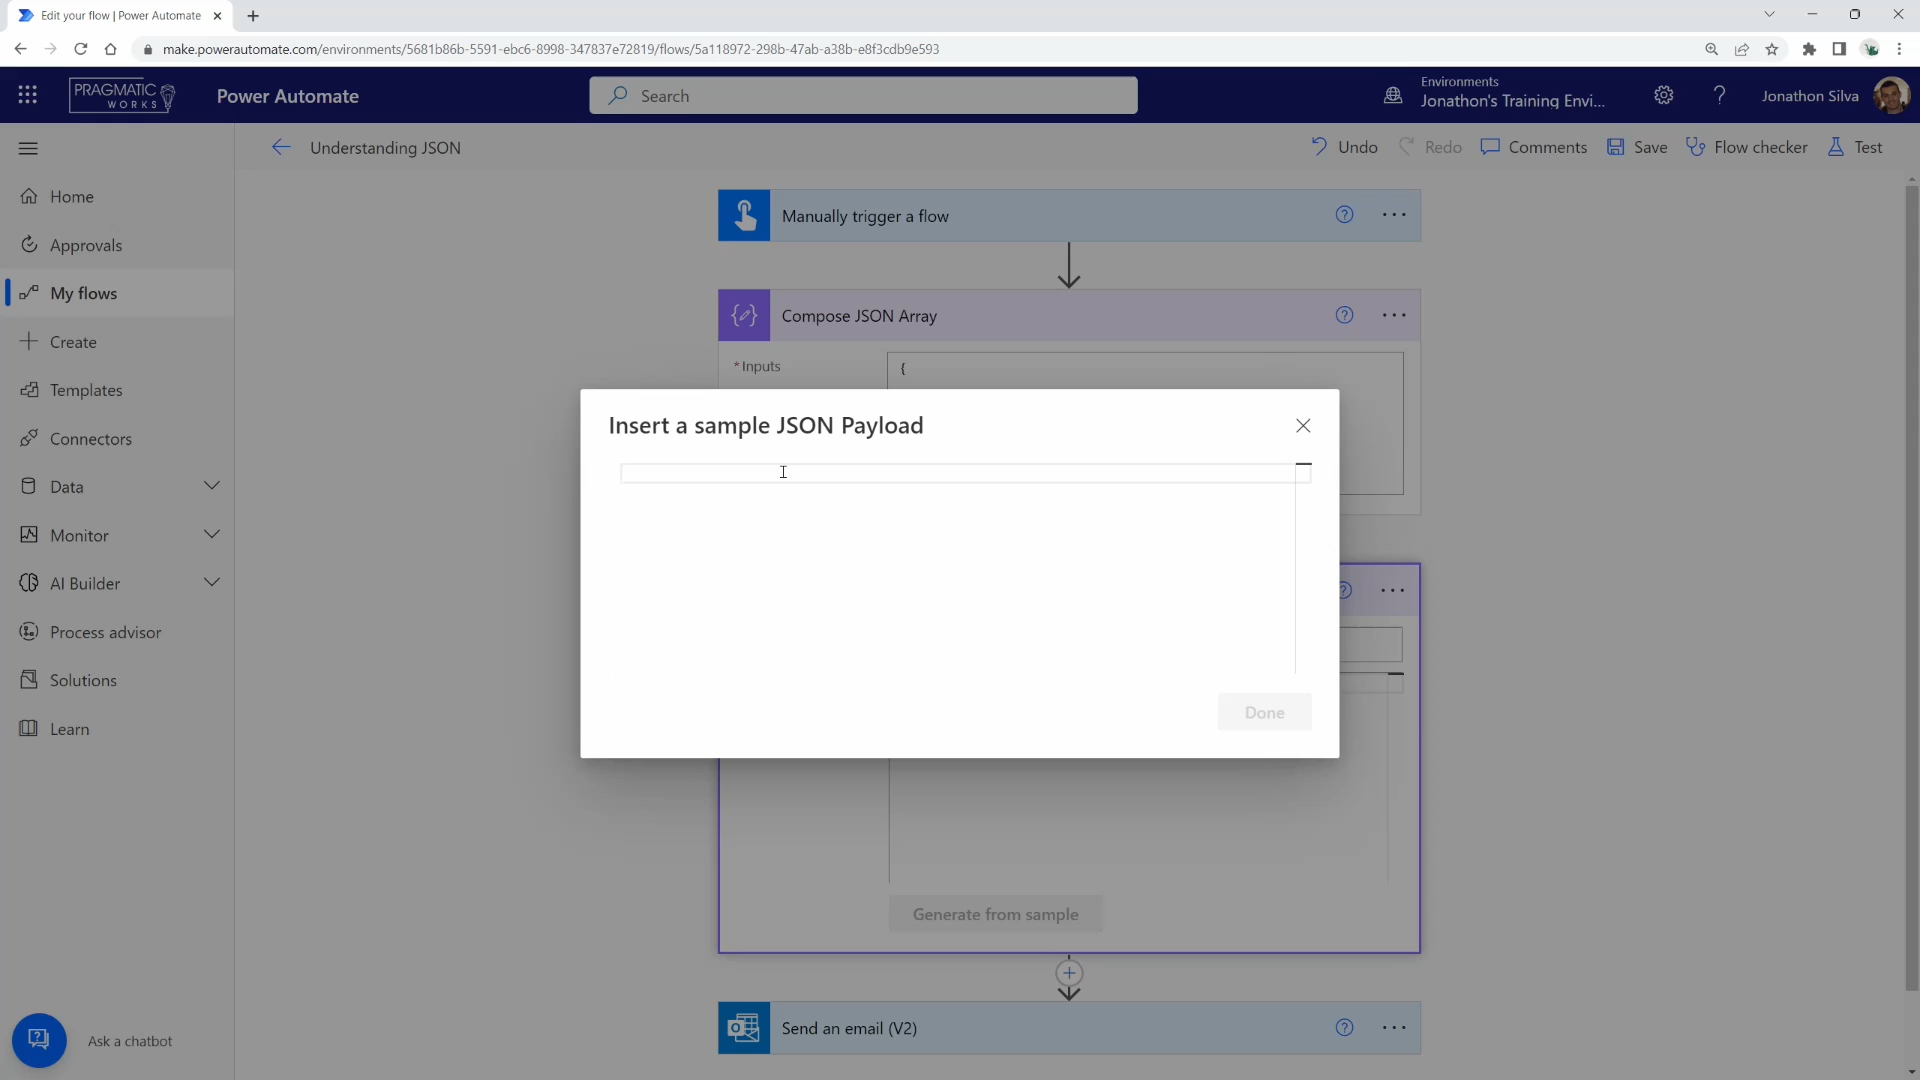 Edit your flow | Power Automate
make.powerautomate.com/environments/5681b86b-5591-ebc6-8998-347837e72819/flows/5a118972-298b-47ab-a38b-e8f3cdb9e593
PRAGMATIC
WORKS
Power Automate
Search
Environments
Jonathon's Training Envi...
Jonathon Silva
Understanding JSON
Undo
Redo
Comments
Save
Flow checker
Test
Home
Approvals
My flows
Create
Templates
Connectors
Data
Monitor
AI Builder
Process advisor
Solutions
Learn
Ask a chatbot
Manually trigger a flow
Compose JSON Array
* Inputs
{
Insert a sample JSON Payload
Done
Generate from sample
Send an email (V2)